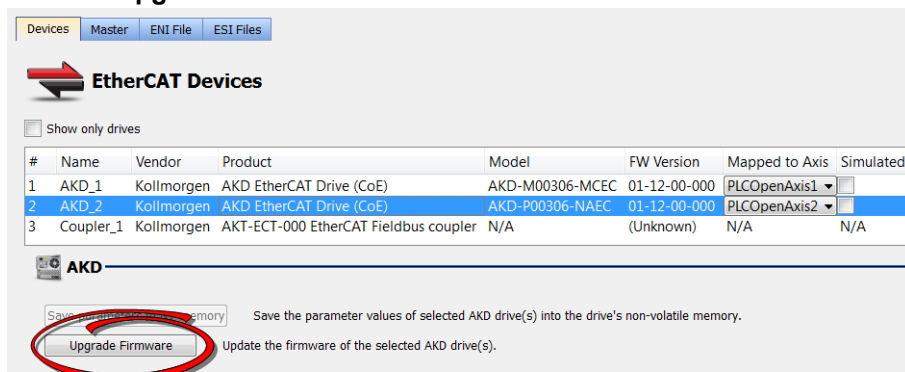 Devices Master ENI File ESI Files
EtherCAT Devices
Show only drives
# Name Vendor Product Model FW Version Mapped to Axis Simulated
1 AKD_1 Kollmorgen AKD EtherCAT Drive (CoE) AKD-M00306-MCEC 01-12-00-000 PLCOpenAxis1
2 AKD_2 Kollmorgen AKD EtherCAT Drive (CoE) AKD-P00306-NAEC 01-12-00-000 PLCOpenAxis2
3 Coupler_1 Kollmorgen AKT-ECT-000 EtherCAT Fieldbus coupler N/A (Unknown) N/A N/A
AKD
Save Save the parameter values of selected AKD drive(s) into the drive's non-volatile memory.
Upgrade Firmware Update the firmware of the selected AKD drive(s).